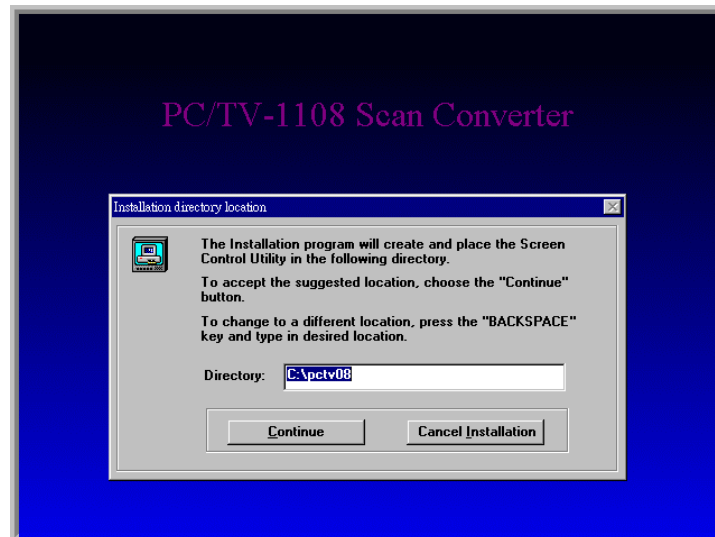 PC/TV-1108 Scan Converter
Installation directory location
The Installation program will create and place the Screen
Control Utility in the following directory.
To accept the suggested location, choose the "Continue"
button.
To change to a different location, press the "BACKSPACE"
key and type in desired location.
Directory: C:\pctv08
Continue Cancel Installation